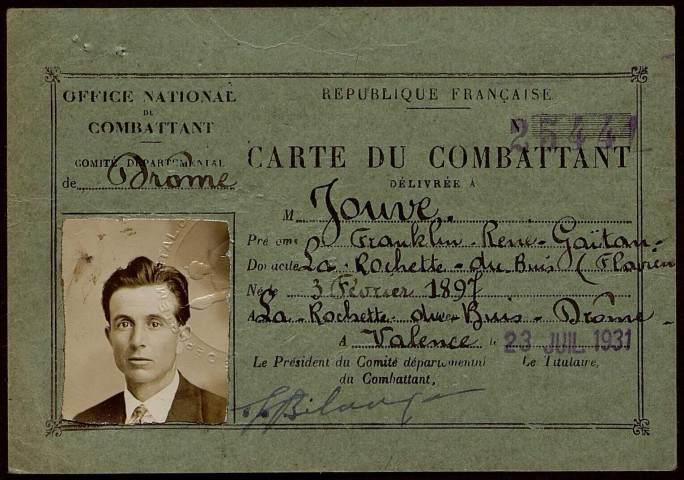 OFFICE NATIONAL
DU
COMBATTANT
COMITÉ DÉPARTEMENTAL
de Drôme
REPUBLIQUE FRANÇAISE
N 25441
CARTE DU COMBATTANT
DÉLIVRÉE À
M Jouve
Prénoms Franklin-René-Gaïtan-
Domicile La Rochette-du Buis (
Né le 3 Février 1897
A La Rochette du Buis - Drôme -
A Valence le 23 JUIL 1931
Le Président du Comité départemental
du Combattant,
Le Titulaire,